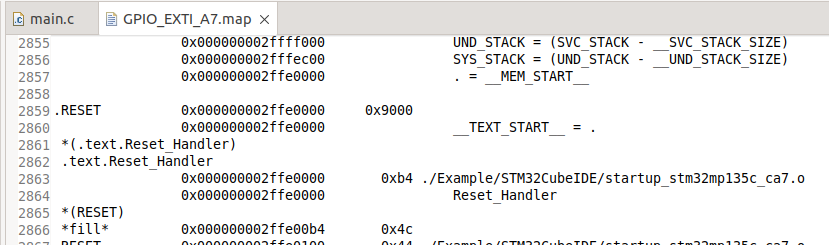 main.c GPIO_EXTI_A7.map
2855 0x000000002ffff000 UND_STACK = (SVC_STACK - __SVC_STACK_SIZE)
2856 0x000000002fffec00 SYS_STACK = (UND_STACK - __UND_STACK_SIZE)
2857 0x000000002ffe0000 . = __MEM_START__
2858
2859 .RESET 0x000000002ffe0000 0x9000
2860 0x000000002ffe0000 __TEXT_START__ = .
2861 *(.text.Reset_Handler)
2862 .text.Reset_Handler
2863 0x000000002ffe0000 0xb4 ./Example/STM32CubeIDE/startup_stm32mp135c_ca7.o
2864 0x000000002ffe0000 Reset_Handler
2865 *(RESET)
2866 *fill* 0x000000002ffe00b4 0x4c
2867 RESET 0x000000002ffe0100 0x44 ./Example/STM32CubeIDE/startup_stm32mp135c_ca7.o